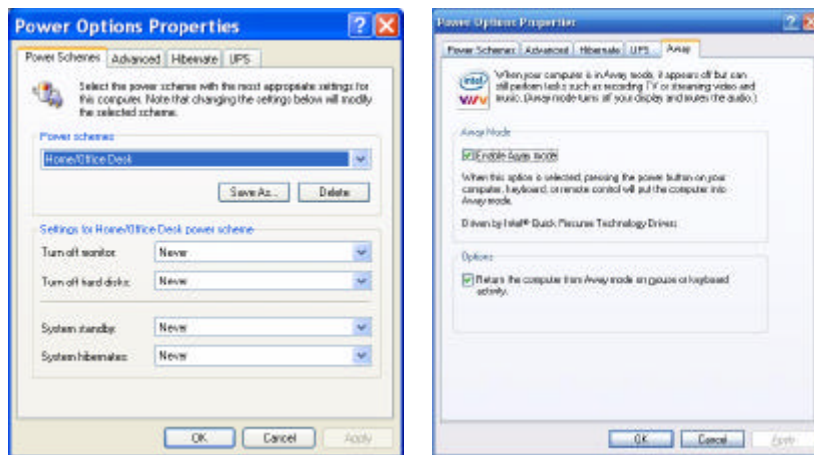 Power Options Properties
Power Schemes Advanced Hibernate UPS
Select the power scheme with the most appropriate settings for
this computer. Note that changing the settings below will modify
the selected scheme.
Power schemes
Home/Office Desk
Save As... Delete
Settings for Home/Office Desk power scheme
Turn off monitor: Never
Turn off hard disks: Never
System standby: Never
System hibernates: Never
OK Cancel Apply
Power Options Properties
Power Schemes Advanced Hibernate UPS Away
intel VIIV
When your computer is in Away mode, it appears off but can
still perform tasks such as recording TV or streaming video and
music. (Away mode turns off your display and mutes the audio.)
Away Mode
Enable Away mode
When this option is selected, pressing the power button on your
computer, keyboard, or remote control will put the computer into
Away mode.
Driven by Intel® Quick Resume Technology Drivers
Options
Return the computer from Away mode on mouse or keyboard
activity.
OK Cancel Apply